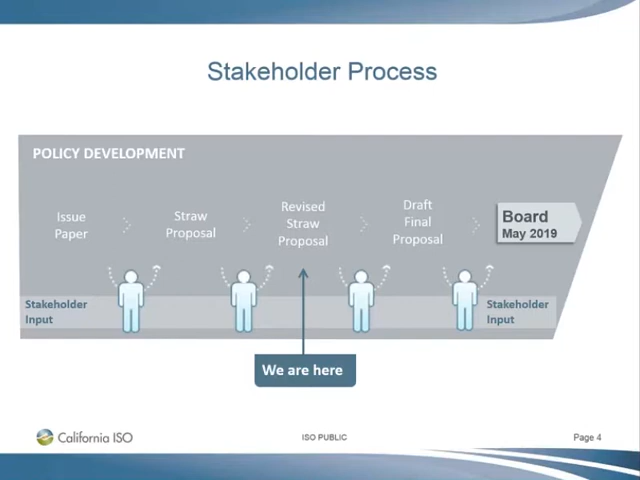 Stakeholder Process
POLICY DEVELOPMENT
Issue
Paper
Straw
Proposal
Revised
Straw
Proposal
Draft
Final
Proposal
Board
May 2019
Stakeholder
Input
Stakeholder
Input
We are here
California ISO
ISO PUBLIC
Page 4